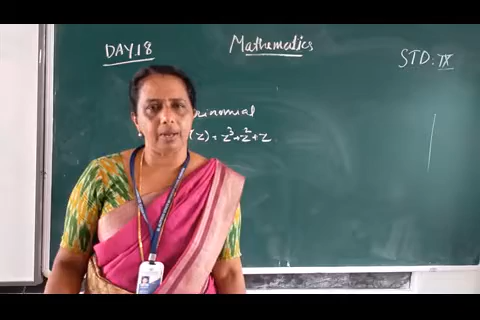 DAY.18
Mathematics
STD: IX
(Z) = Z³+Z²+Z